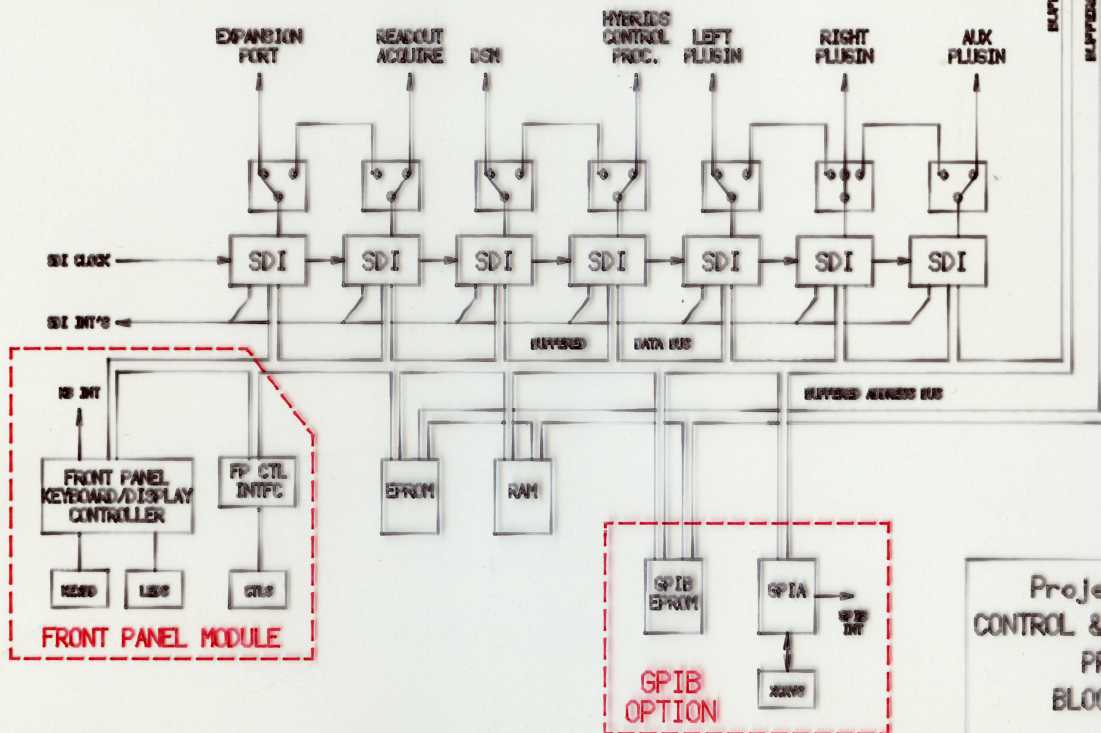 EXPANSION
PORT
READOUT
ACQUIRE
DSM
HYBRIDS
CONTROL
PROC.
LEFT
PLUGIN
RIGHT
PLUGIN
AUX
PLUGIN
SDI CLOCK
SDI
SDI
SDI
SDI
SDI
SDI
SDI
SDI INT'S
BUFFERED
DATA BUS
BUFFERED ADDRESS BUS
KB INT
FRONT PANEL
KEYBOARD/DISPLAY
CONTROLLER
FP CTL
INTFC
EPROM
RAM
LEDS
CTLS
FRONT PANEL MODULE
GPIB
EPROM
GPIA
GPIB
INT
XCRVS
GPIB
OPTION
Proje
CONTROL &
PR
BLOC